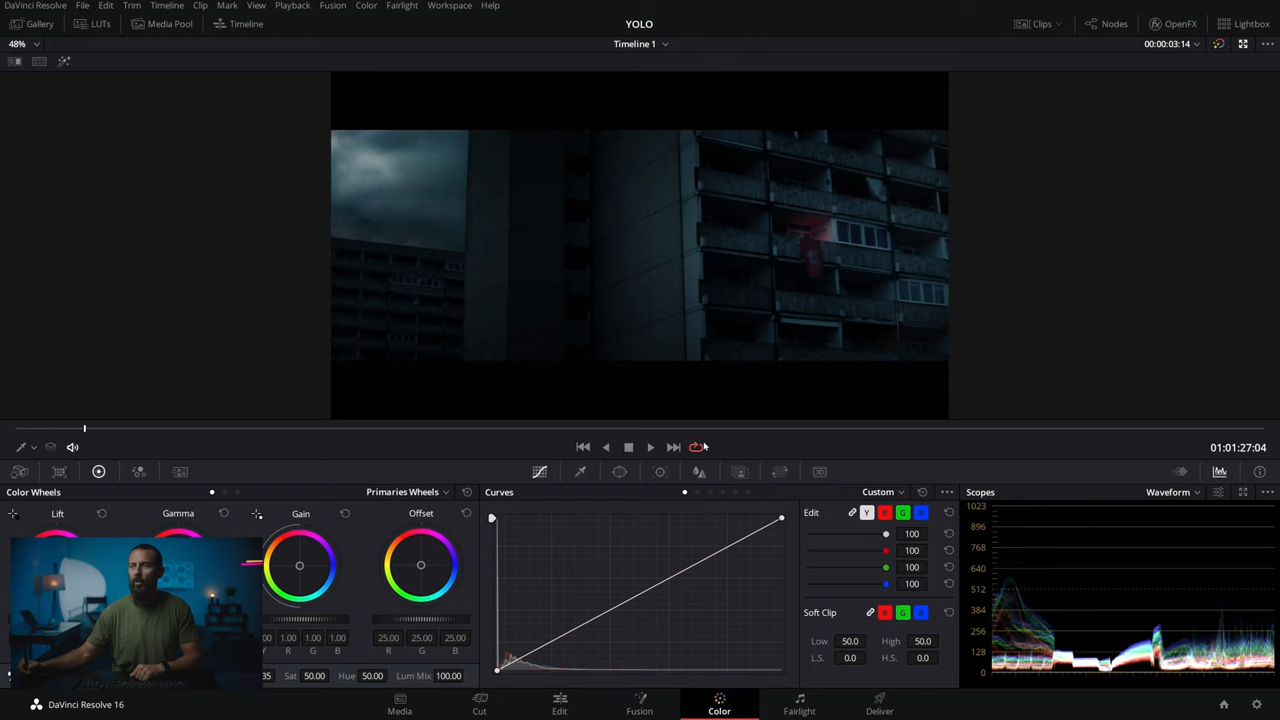 DaVinci Resolve File Edit Trim Timeline Clip Mark View Playback Fusion Color Fairlight Workspace Help
Gallery LUTs Media Pool Timeline YOLO Clips Nodes OpenFX Lightbox
48% Timeline 1 00:00:03:14
01:01:27:04
Color Wheels Primaries Wheels Curves Custom Scopes Waveform
Lift Gamma Gain Offset Edit Y R G B
1023
896
768
640
512
384
256
128
0
100
100
100
100
Soft Clip R G B
1.00 1.00 1.00 25.00 25.00 25.00
Low 50.0 High 50.0
L.S. 0.0 H.S. 0.0
Sat 50.00 Hue 50.00 Lum Mix 100.00
DaVinci Resolve 16 Media Cut Edit Fusion Color Fairlight Deliver